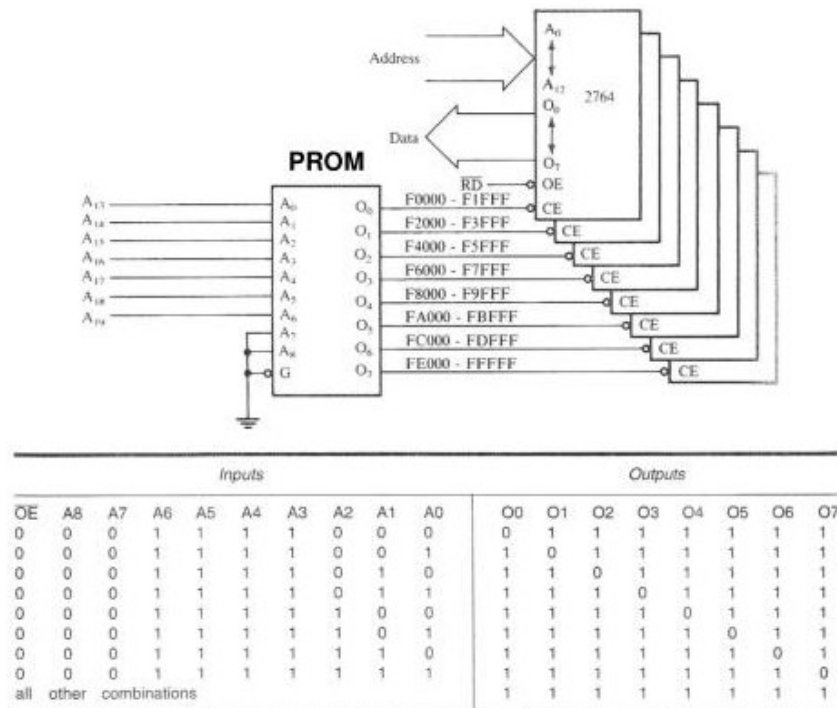 A₀
A₁₂
2764
Address
O₀
Data
O₇
PROM
RD OE
A₁₃ A₀ O₀ F0000 - F1FFF CE
A₁₄ A₁ O₁ F2000 - F3FFF CE
A₁₅ A₂ O₂ F4000 - F5FFF CE
A₁₆ A₃ O₃ F6000 - F7FFF CE
A₁₇ A₄ O₄ F8000 - F9FFF CE
A₁₈ A₅ O₅ FA000 - FBFFF CE
A₁₉ A₆ O₆ FC000 - FDFFF CE
A₇ O₇ FE000 - FFFFF CE
A₈
G
Inputs Outputs
OE A8 A7 A6 A5 A4 A3 A2 A1 A0 O0 O1 O2 O3 O4 O5 O6 O7
0 0 0 1 1 1 1 0 0 0 0 1 1 1 1 1 1 1
0 0 0 1 1 1 1 0 0 1 1 0 1 1 1 1 1 1
0 0 0 1 1 1 1 0 1 0 1 1 0 1 1 1 1 1
0 0 0 1 1 1 1 0 1 1 1 1 1 0 1 1 1 1
0 0 0 1 1 1 1 1 0 0 1 1 1 1 0 1 1 1
0 0 0 1 1 1 1 1 0 1 1 1 1 1 1 0 1 1
0 0 0 1 1 1 1 1 1 0 1 1 1 1 1 1 0 1
0 0 0 1 1 1 1 1 1 1 1 1 1 1 1 1 1 0
all other combinations 1 1 1 1 1 1 1 1